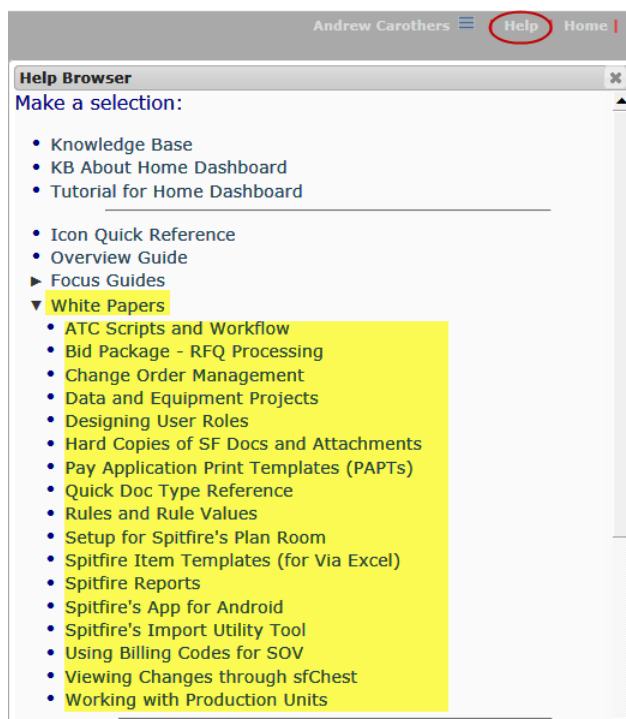 Andrew Carothers Help | Home |
Help Browser
Make a selection:
• Knowledge Base
• KB About Home Dashboard
• Tutorial for Home Dashboard
• Icon Quick Reference
• Overview Guide
► Focus Guides
▼ White Papers
• ATC Scripts and Workflow
• Bid Package - RFQ Processing
• Change Order Management
• Data and Equipment Projects
• Designing User Roles
• Hard Copies of SF Docs and Attachments
• Pay Application Print Templates (PAPTs)
• Quick Doc Type Reference
• Rules and Rule Values
• Setup for Spitfire's Plan Room
• Spitfire Item Templates (for Via Excel)
• Spitfire Reports
• Spitfire's App for Android
• Spitfire's Import Utility Tool
• Using Billing Codes for SOV
• Viewing Changes through sfChest
• Working with Production Units